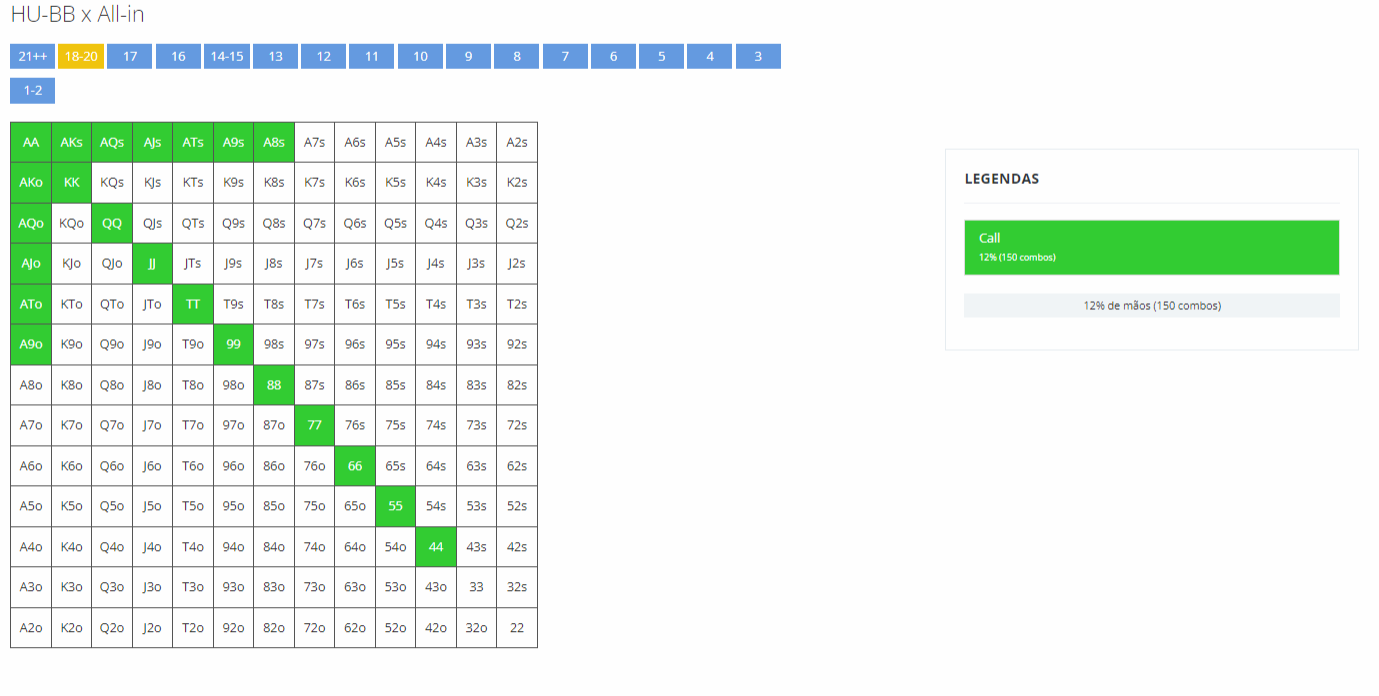 HU-BB x All-in
21++ 18-20 17 16 14-15 13 12 11 10 9 8 7 6 5 4 3
1-2
AA AKs AQs AJs ATs A9s A8s A7s A6s A5s A4s A3s A2s
AKo KK KQs KJs KTs K9s K8s K7s K6s K5s K4s K3s K2s
AQo KQo QQ QJs QTs Q9s Q8s Q7s Q6s Q5s Q4s Q3s Q2s
AJo KJo QJo JJ JTs J9s J8s J7s J6s J5s J4s J3s J2s
ATo KTo QTo JTo TT T9s T8s T7s T6s T5s T4s T3s T2s
A9o K9o Q9o J9o T9o 99 98s 97s 96s 95s 94s 93s 92s
A8o K8o Q8o J8o T8o 98o 88 87s 86s 85s 84s 83s 82s
A7o K7o Q7o J7o T7o 97o 87o 77 76s 75s 74s 73s 72s
A6o K6o Q6o J6o T6o 96o 86o 76o 66 65s 64s 63s 62s
A5o K5o Q5o J5o T5o 95o 85o 75o 65o 55 54s 53s 52s
A4o K4o Q4o J4o T4o 94o 84o 74o 64o 54o 44 43s 42s
A3o K3o Q3o J3o T3o 93o 83o 73o 63o 53o 43o 33 32s
A2o K2o Q2o J2o T2o 92o 82o 72o 62o 52o 42o 32o 22
LEGENDAS
Call
12% (150 combos)
12% de mãos (150 combos)